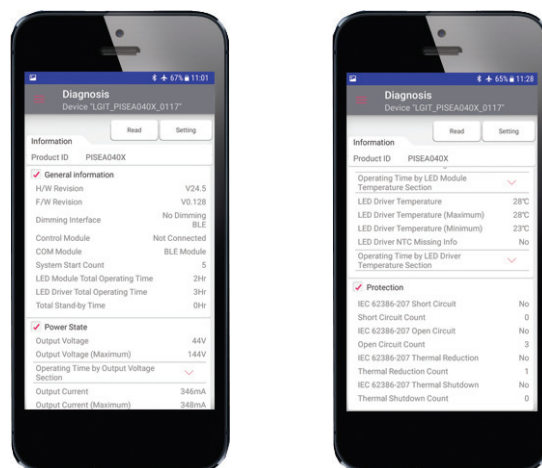 67% 11:01
Diagnosis
Device "LGIT_PISEA040X_0117"
Read Setting
Information
Product ID PISEA040X
General information
H/W Revision V24.5
F/W Revision V0.128
Dimming Interface No Dimming
BLE
Control Module Not Connected
COM Module BLE Module
System Start Count 5
LED Module Total Operating Time 2Hr
LED Driver Total Operating Time 3Hr
Total Stand-by Time 0Hr
Power State
Output Voltage 44V
Output Voltage (Maximum) 144V
Operating Time by Output Voltage
Section
Output Current 346mA
Output Current (Maximum) 348mA
65% 11:28
Diagnosis
Device "LGIT_PISEA040X_0117"
Read Setting
Information
Product ID PISEA040X
Operating Time by LED Module
Temperature Section
LED Driver Temperature 28℃
LED Driver Temperature (Maximum) 28℃
LED Driver Temperature (Minimum) 23℃
LED Driver NTC Missing Info No
Operating Time by LED Driver
Temperature Section
Protection
IEC 62386-207 Short Circuit No
Short Circuit Count 0
IEC 62386-207 Open Circuit No
Open Circuit Count 3
IEC 62386-207 Thermal Reduction No
Thermal Reduction Count 1
IEC 62386-207 Thermal Shutdown No
Thermal Shutdown Count 0